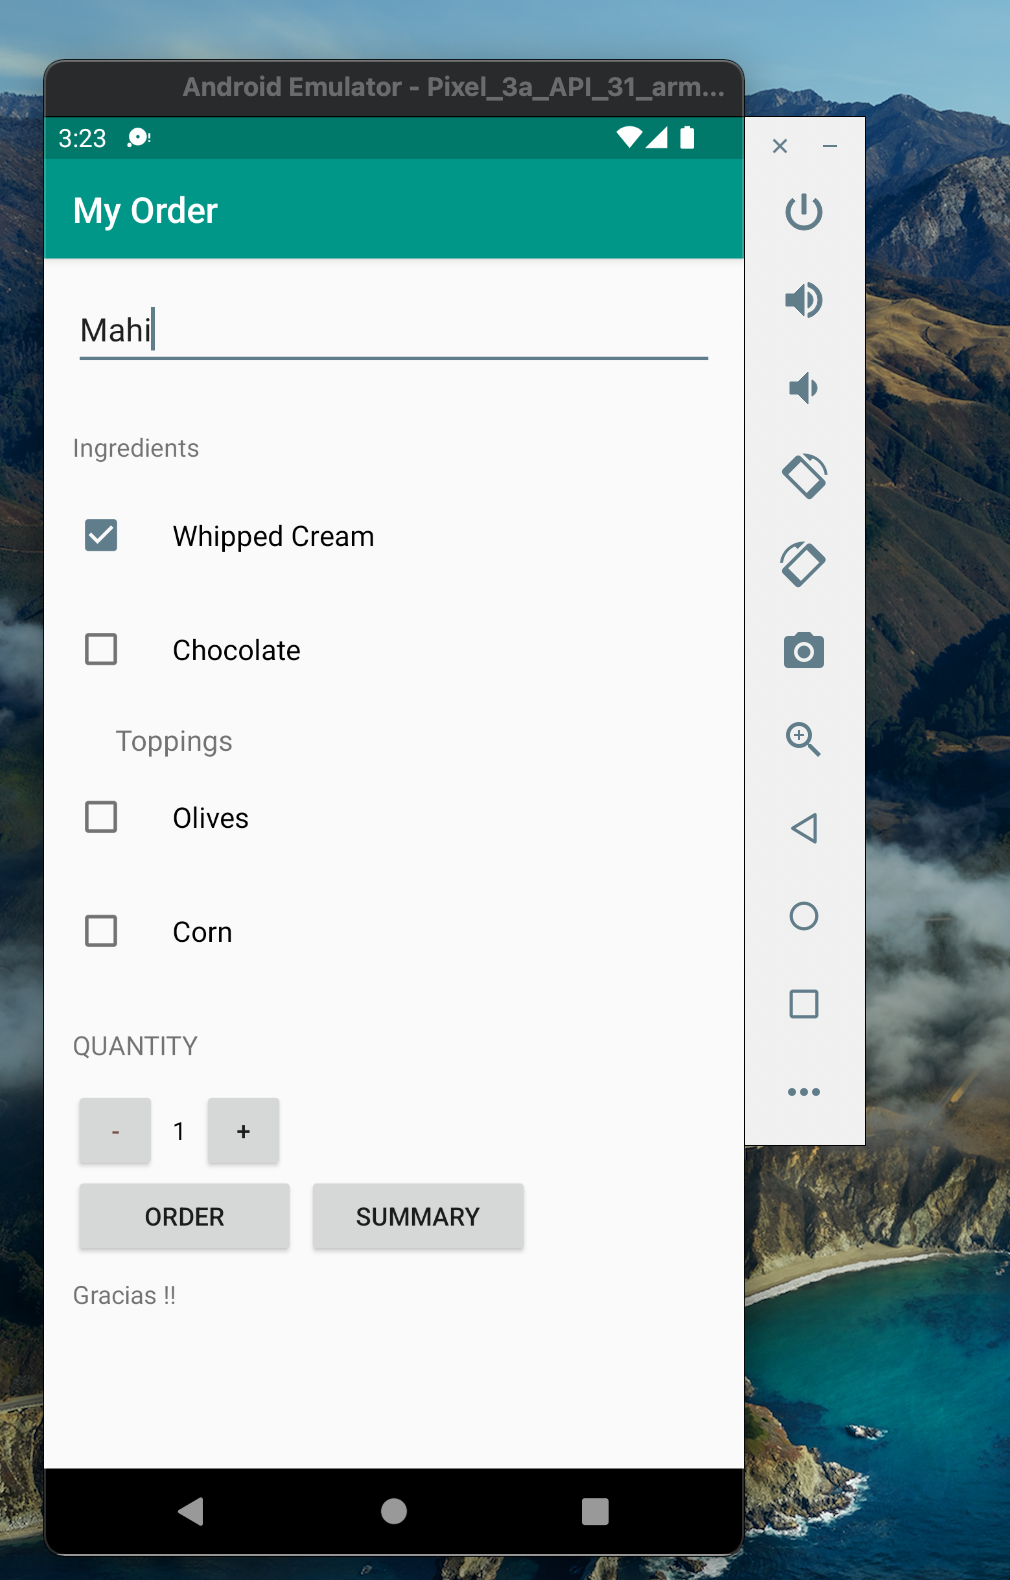 Android Emulator - Pixel_3a_API_31_arm...
3:23
My Order
Mahi
Ingredients
Whipped Cream
Chocolate
Toppings
Olives
Corn
QUANTITY
- 1 +
ORDER SUMMARY
Gracias !!